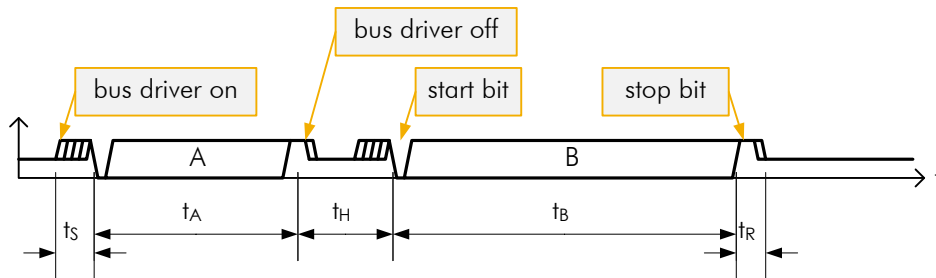 bus driver off
bus driver on
start bit
stop bit
A
B
t
tA
tH
tB
tS
tR